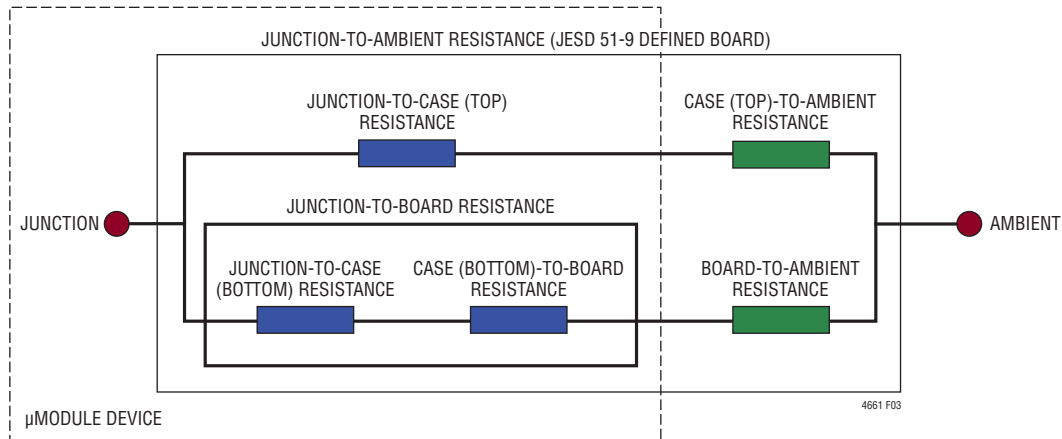 JUNCTION-TO-AMBIENT RESISTANCE (JESD 51-9 DEFINED BOARD)
JUNCTION-TO-CASE (TOP)
RESISTANCE
CASE (TOP)-TO-AMBIENT
RESISTANCE
JUNCTION-TO-BOARD RESISTANCE
JUNCTION
AMBIENT
JUNCTION-TO-CASE
(BOTTOM) RESISTANCE
CASE (BOTTOM)-TO-BOARD
RESISTANCE
BOARD-TO-AMBIENT
RESISTANCE
4661 F03
µMODULE DEVICE